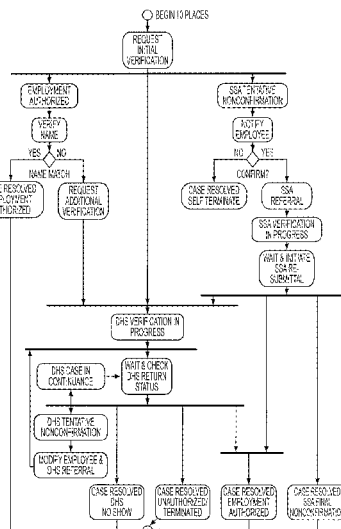 BEGIN 13 PLACES
REQUEST
INITIAL
VERIFICATION
EMPLOYMENT
AUTHORIZED
SSA TENTATIVE
NONCONFIRMATION
VERIFY
NAME
NOTIFY
EMPLOYEE
YES
NO
NAME MATCH
NO
YES
CONFIRM?
RESOLVED
REQUEST
ADDITIONAL
VERIFICATION
CASE RESOLVED
SELF TERMINATE
SSA
REFERRAL
SSA VERIFICATION
IN PROGRESS
WAIT & INITIATE
SSA RE-
SUBMITTAL
DHS VERIFICATION IN
PROGRESS
DHS CASE IN
CONTINUANCE
WAIT & CHECK
DHS RETURN
STATUS
DHS TENTATIVE
NONCONFIRMATION
NOTIFY EMPLOYEE &
DHS REFERRAL
CASE RESOLVED
DHS
NO SHOW
CASE RESOLVED
UNAUTHORIZED/
TERMINATED
CASE RESOLVED
EMPLOYMENT
AUTHORIZED
CASE RESOLVED
SSA FINAL